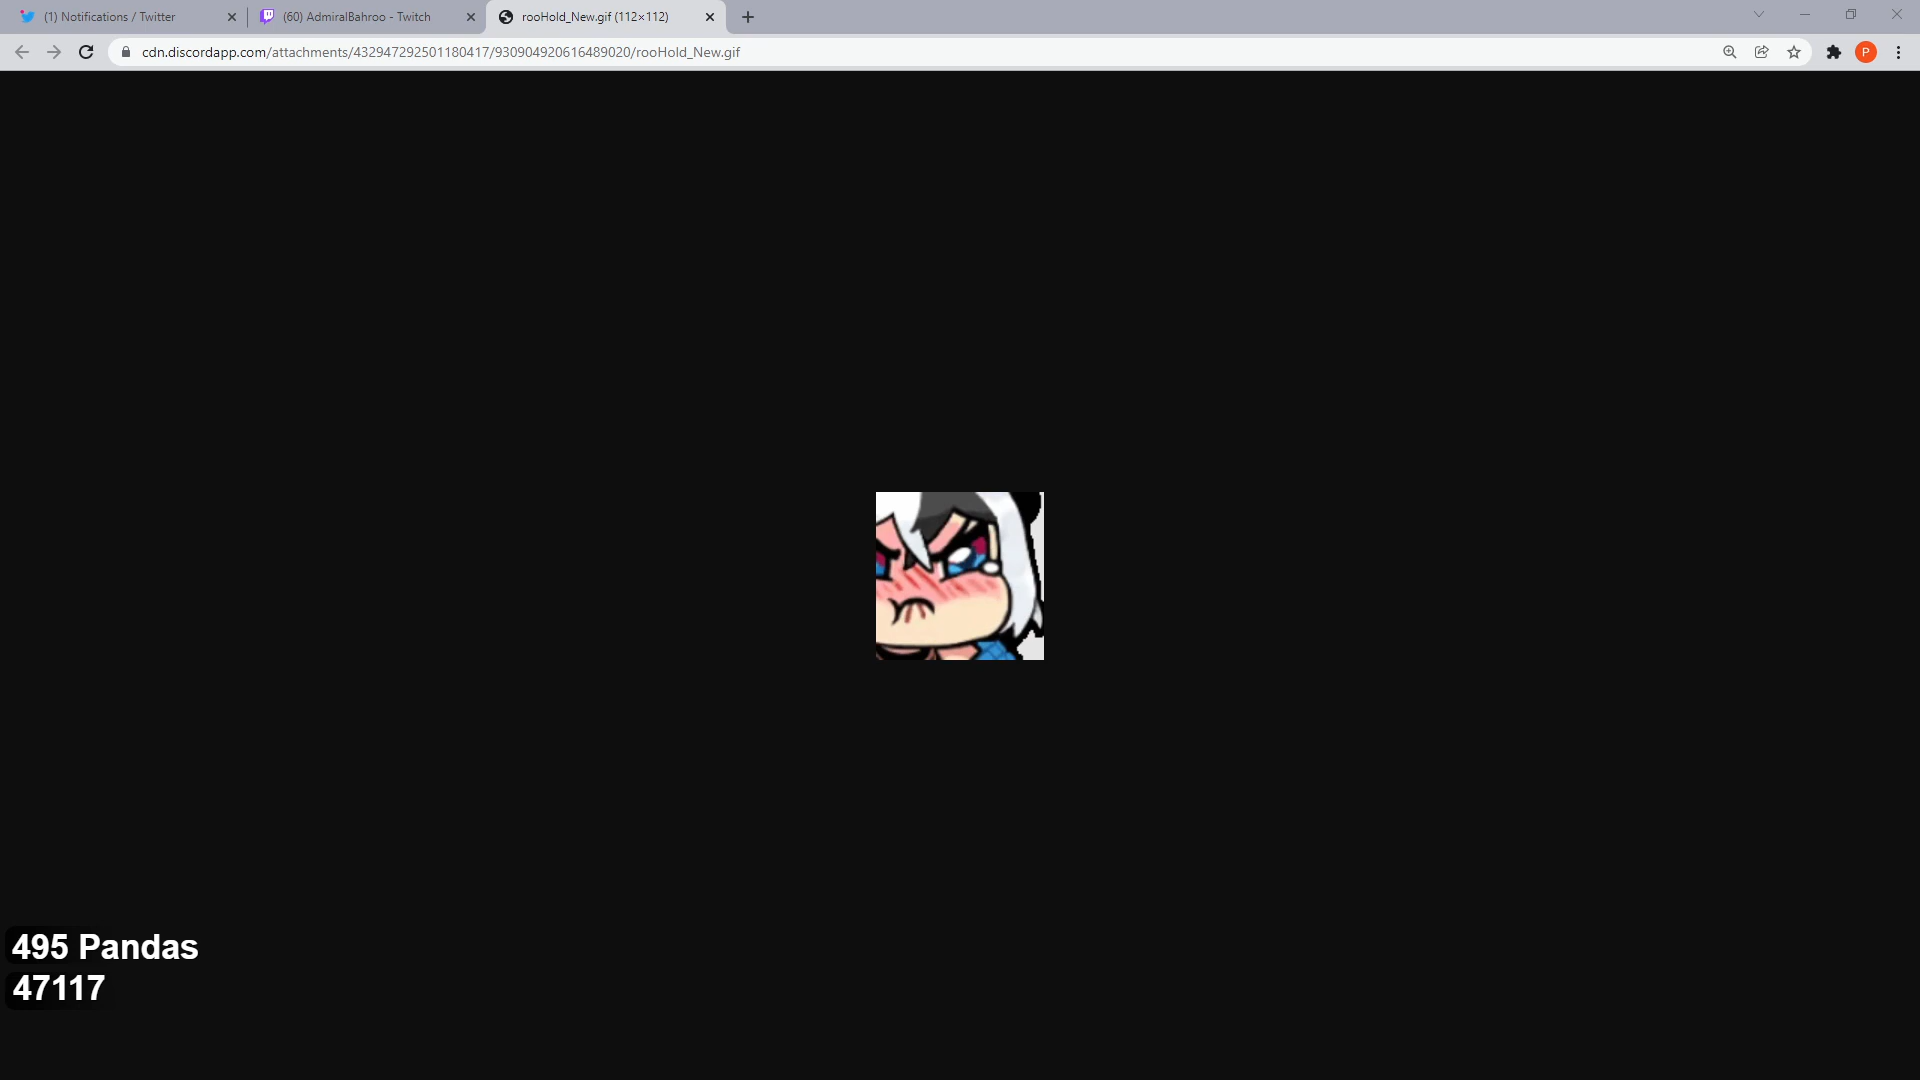 (1) Notifications / Twitter
(60) AdmiralBahroo - Twitch
rooHold_New.gif (112×112)
cdn.discordapp.com/attachments/432947292501180417/930904920616489020/rooHold_New.gif
P
495 Pandas
47117